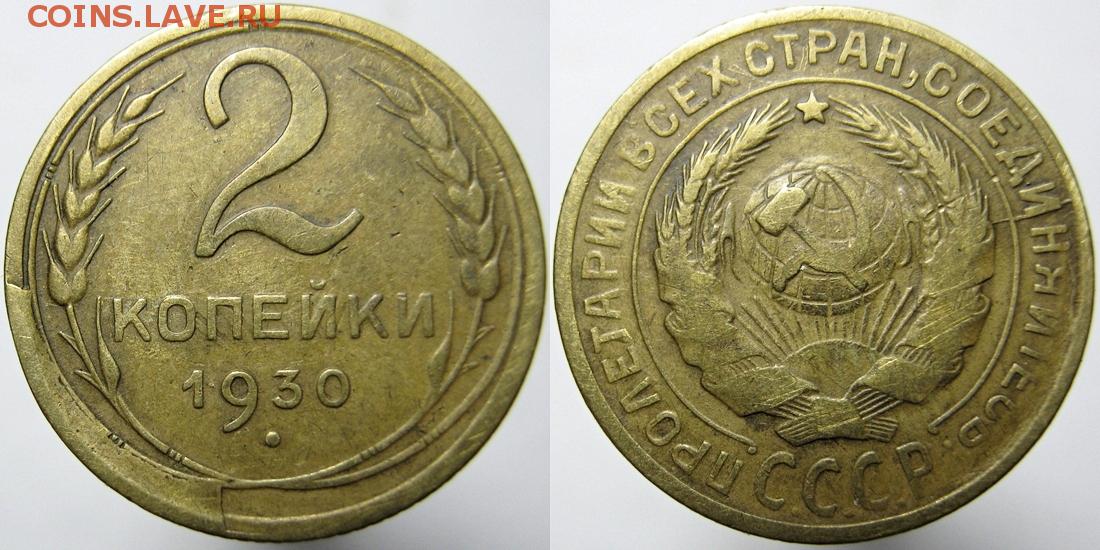 COINS.LAVE.RU
2
КОПЕЙКИ
1930
ПРОЛЕТАРИИ ВСЕХ СТРАН, СОЕДИНЯЙТЕСЬ!
СССР